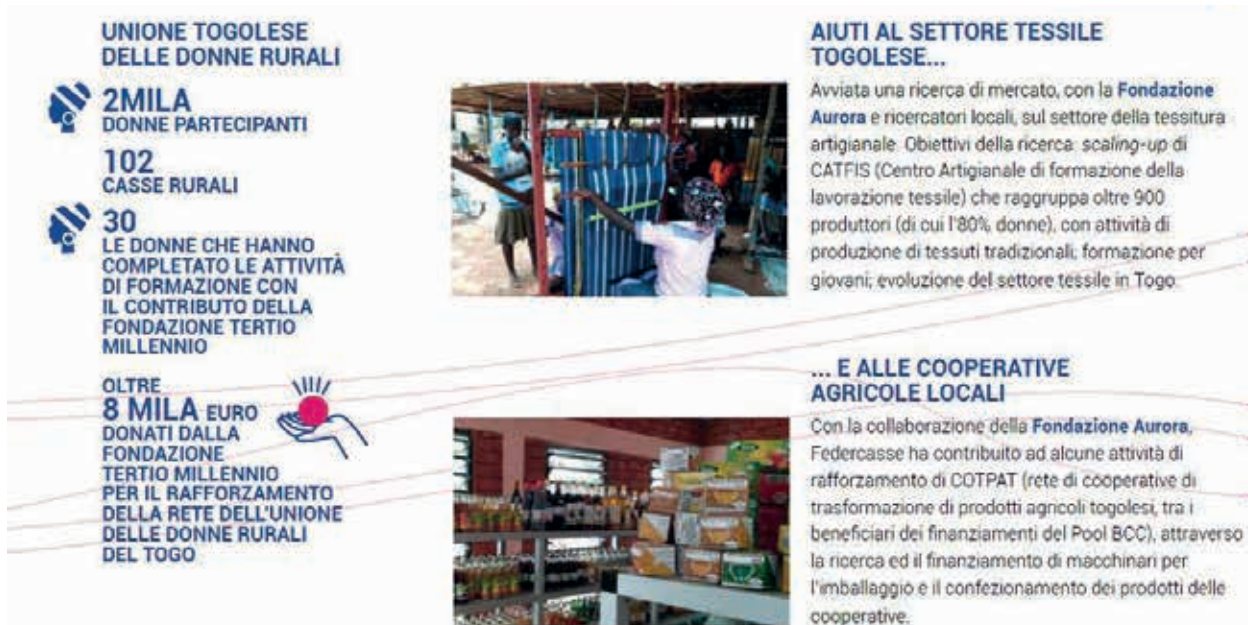 UNIONE TOGOLESE
DELLE DONNE RURALI
2MILA
DONNE PARTECIPANTI
102
CASSE RURALI
30
LE DONNE CHE HANNO
COMPLETATO LE ATTIVITÀ
DI FORMAZIONE CON
IL CONTRIBUTO DELLA
FONDAZIONE TERTIO
MILLENNIO
OLTRE
8 MILA EURO
DONATI DALLA
FONDAZIONE
TERTIO MILLENNIO
PER IL RAFFORZAMENTO
DELLA RETE DELL'UNIONE
DELLE DONNE RURALI
DEL TOGO
AIUTI AL SETTORE TESSILE
TOGOLESE...
Avviata una ricerca di mercato, con la Fondazione
Aurora e ricercatori locali, sul settore della tessitura
artigianale. Obiettivi della ricerca: scaling-up di
CATFIS (Centro Artigianale di formazione della
lavorazione tessile) che raggruppa oltre 900
produttori (di cui l'80% donne), con attività di
produzione di tessuti tradizionali; formazione per
giovani; evoluzione del settore tessile in Togo.
... E ALLE COOPERATIVE
AGRICOLE LOCALI
Con la collaborazione della Fondazione Aurora,
Federcasse ha contribuito ad alcune attività di
rafforzamento di COTPAT (rete di cooperative di
trasformazione di prodotti agricoli togolesi, tra i
beneficiari dei finanziamenti del Pool BCC), attraverso
la ricerca ed il finanziamento di macchinari per
l'imballaggio e il confezionamento dei prodotti delle
cooperative.